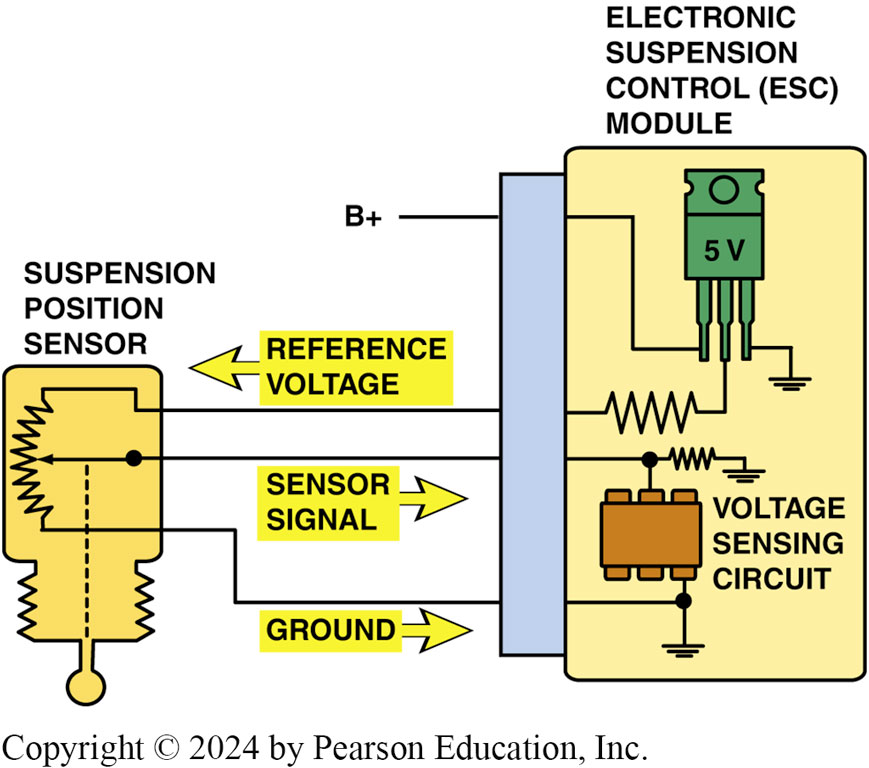 ELECTRONIC
SUSPENSION
CONTROL (ESC)
MODULE
B+
5 V
SUSPENSION
POSITION
SENSOR
REFERENCE
VOLTAGE
SENSOR
SIGNAL
VOLTAGE
SENSING
CIRCUIT
GROUND
Copyright © 2024 by Pearson Education, Inc.